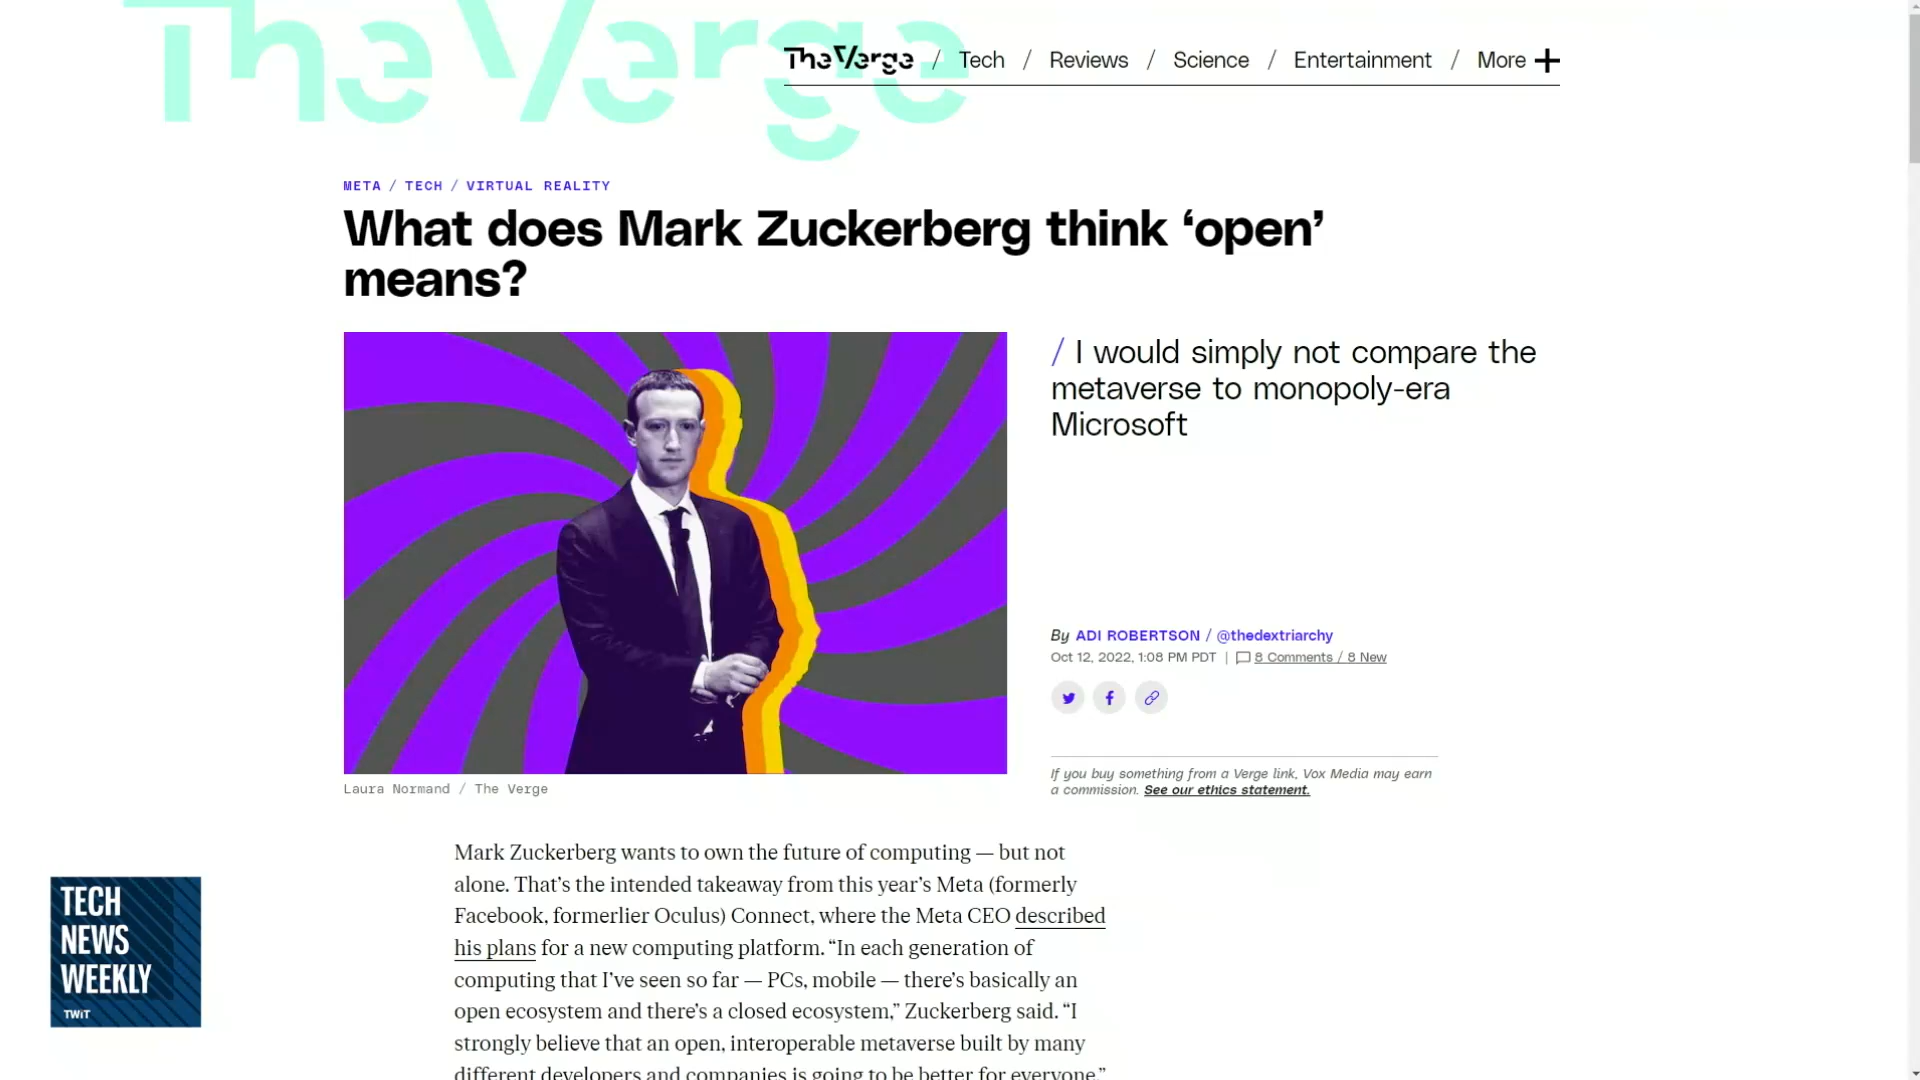 The Verge
The Verge / Tech / Reviews / Science / Entertainment / More +
META / TECH / VIRTUAL REALITY
What does Mark Zuckerberg think ‘open’
means?
/ I would simply not compare the
metaverse to monopoly-era
Microsoft
By ADI ROBERTSON / @thedextriarchy
Oct 12, 2022, 1:08 PM PDT | 8 Comments / 8 New
If you buy something from a Verge link, Vox Media may earn
a commission. See our ethics statement.
Laura Normand / The Verge
Mark Zuckerberg wants to own the future of computing — but not
alone. That’s the intended takeaway from this year’s Meta (formerly
Facebook, formerlier Oculus) Connect, where the Meta CEO described
his plans for a new computing platform. “In each generation of
computing that I’ve seen so far — PCs, mobile — there’s basically an
open ecosystem and there’s a closed ecosystem,” Zuckerberg said. “I
strongly believe that an open, interoperable metaverse built by many
different developers and companies is going to be better for everyone.”
TECH
NEWS
WEEKLY
TWiT